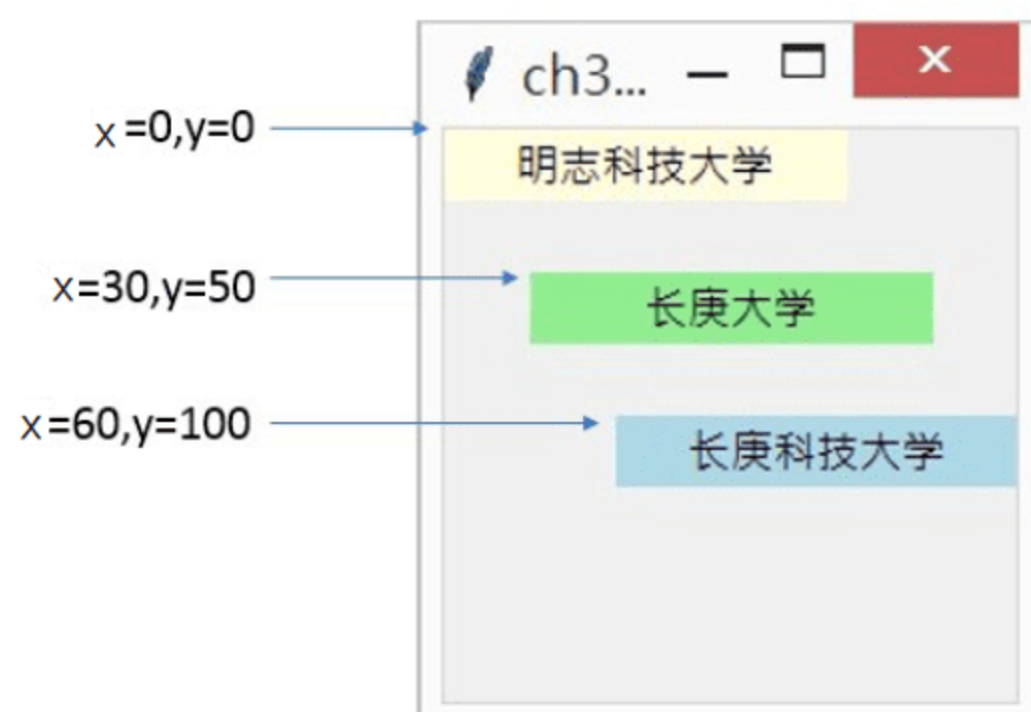 ch3...
x=0,y=0
明志科技大学
x=30,y=50
长庚大学
x=60,y=100
长庚科技大学